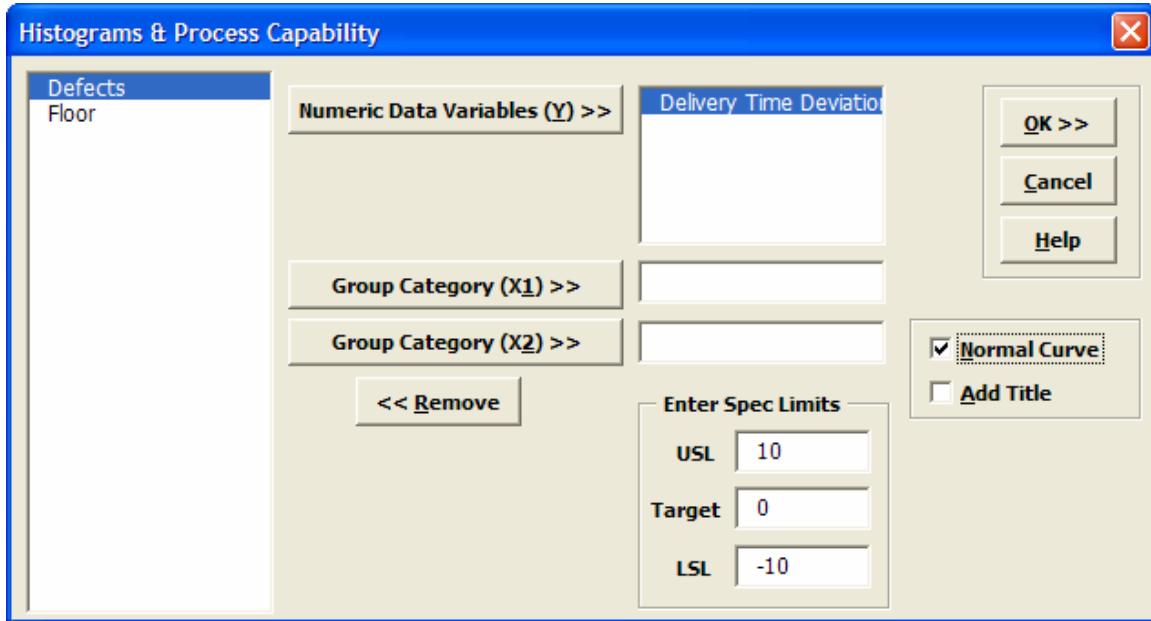 Histograms & Process Capability
Defects
Floor
Numeric Data Variables (Y) >>
Delivery Time Deviation
OK >>
Cancel
Help
Group Category (X1) >>
Group Category (X2) >>
<< Remove
Normal Curve
Add Title
Enter Spec Limits
USL 10
Target 0
LSL -10